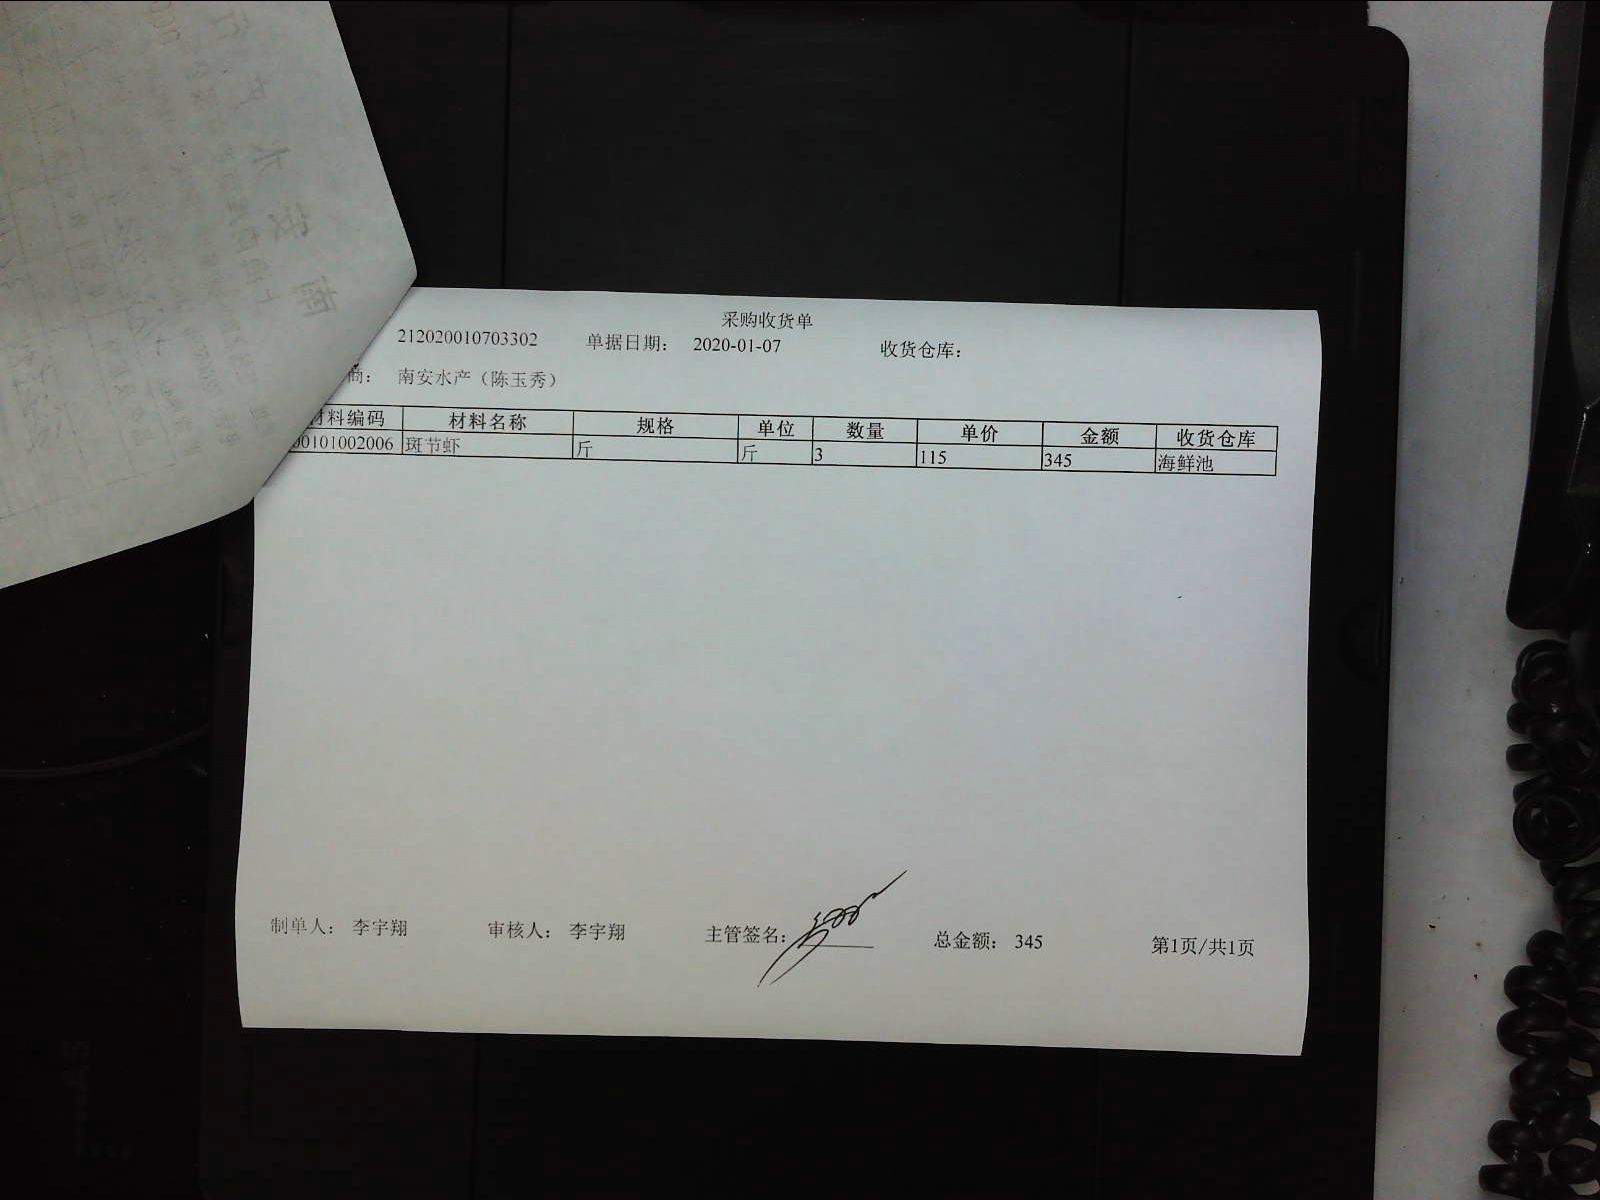 采购收货单
212020010703302 单据日期： 2020-01-07 收货仓库：
商： 南安水产（陈玉秀）
材料编码 材料名称 规格 单位 数量 单价 金额 收货仓库
00101002006 斑节虾 斤 斤 3 115 345 海鲜池
制单人： 李宇翔 审核人： 李宇翔 主管签名： 总金额： 345 第1页/共1页